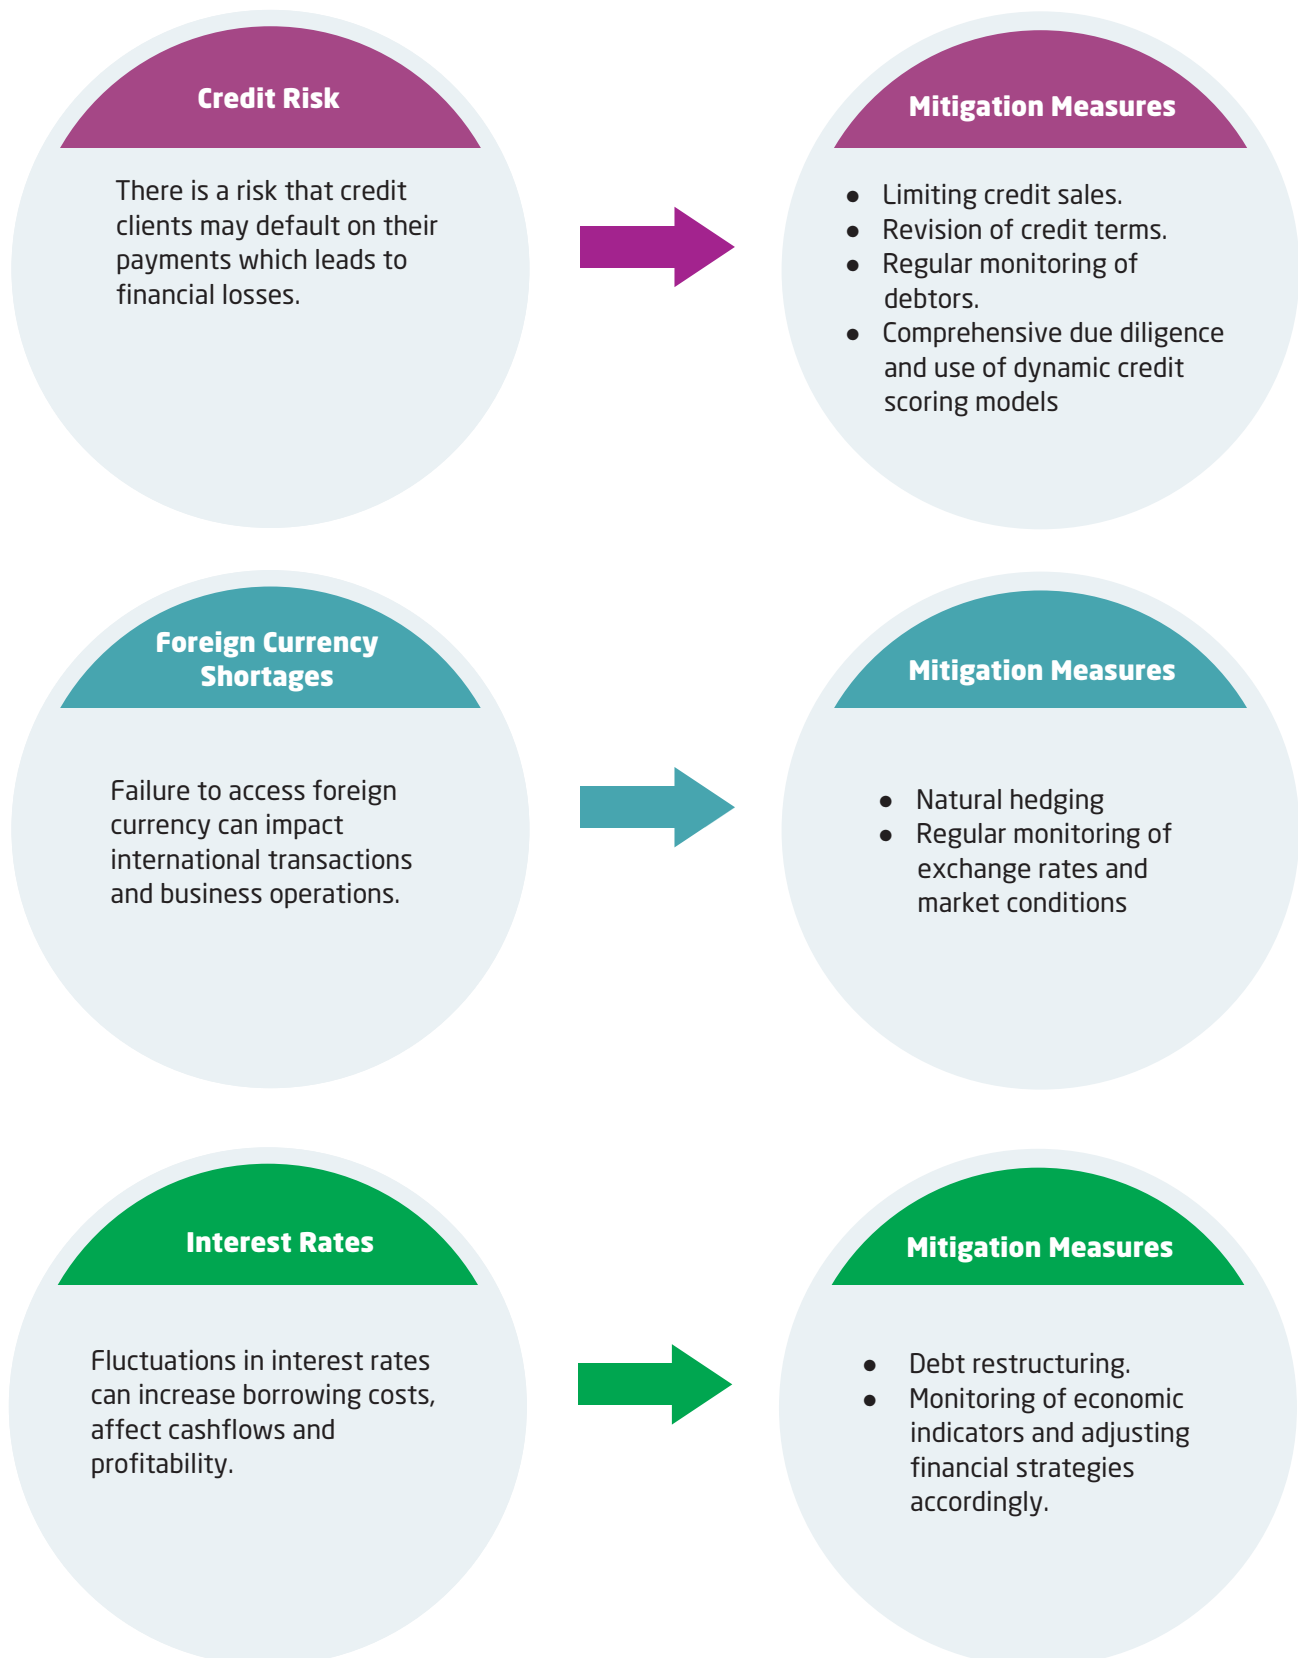 Credit Risk
There is a risk that credit
clients may default on their
payments which leads to
financial losses.
Mitigation Measures
● Limiting credit sales.
● Revision of credit terms.
● Regular monitoring of
debtors.
● Comprehensive due diligence
and use of dynamic credit
scoring models
Foreign Currency
Shortages
Failure to access foreign
currency can impact
international transactions
and business operations.
Mitigation Measures
● Natural hedging
● Regular monitoring of
exchange rates and
market conditions
Interest Rates
Fluctuations in interest rates
can increase borrowing costs,
affect cashflows and
profitability.
Mitigation Measures
● Debt restructuring.
● Monitoring of economic
indicators and adjusting
financial strategies
accordingly.